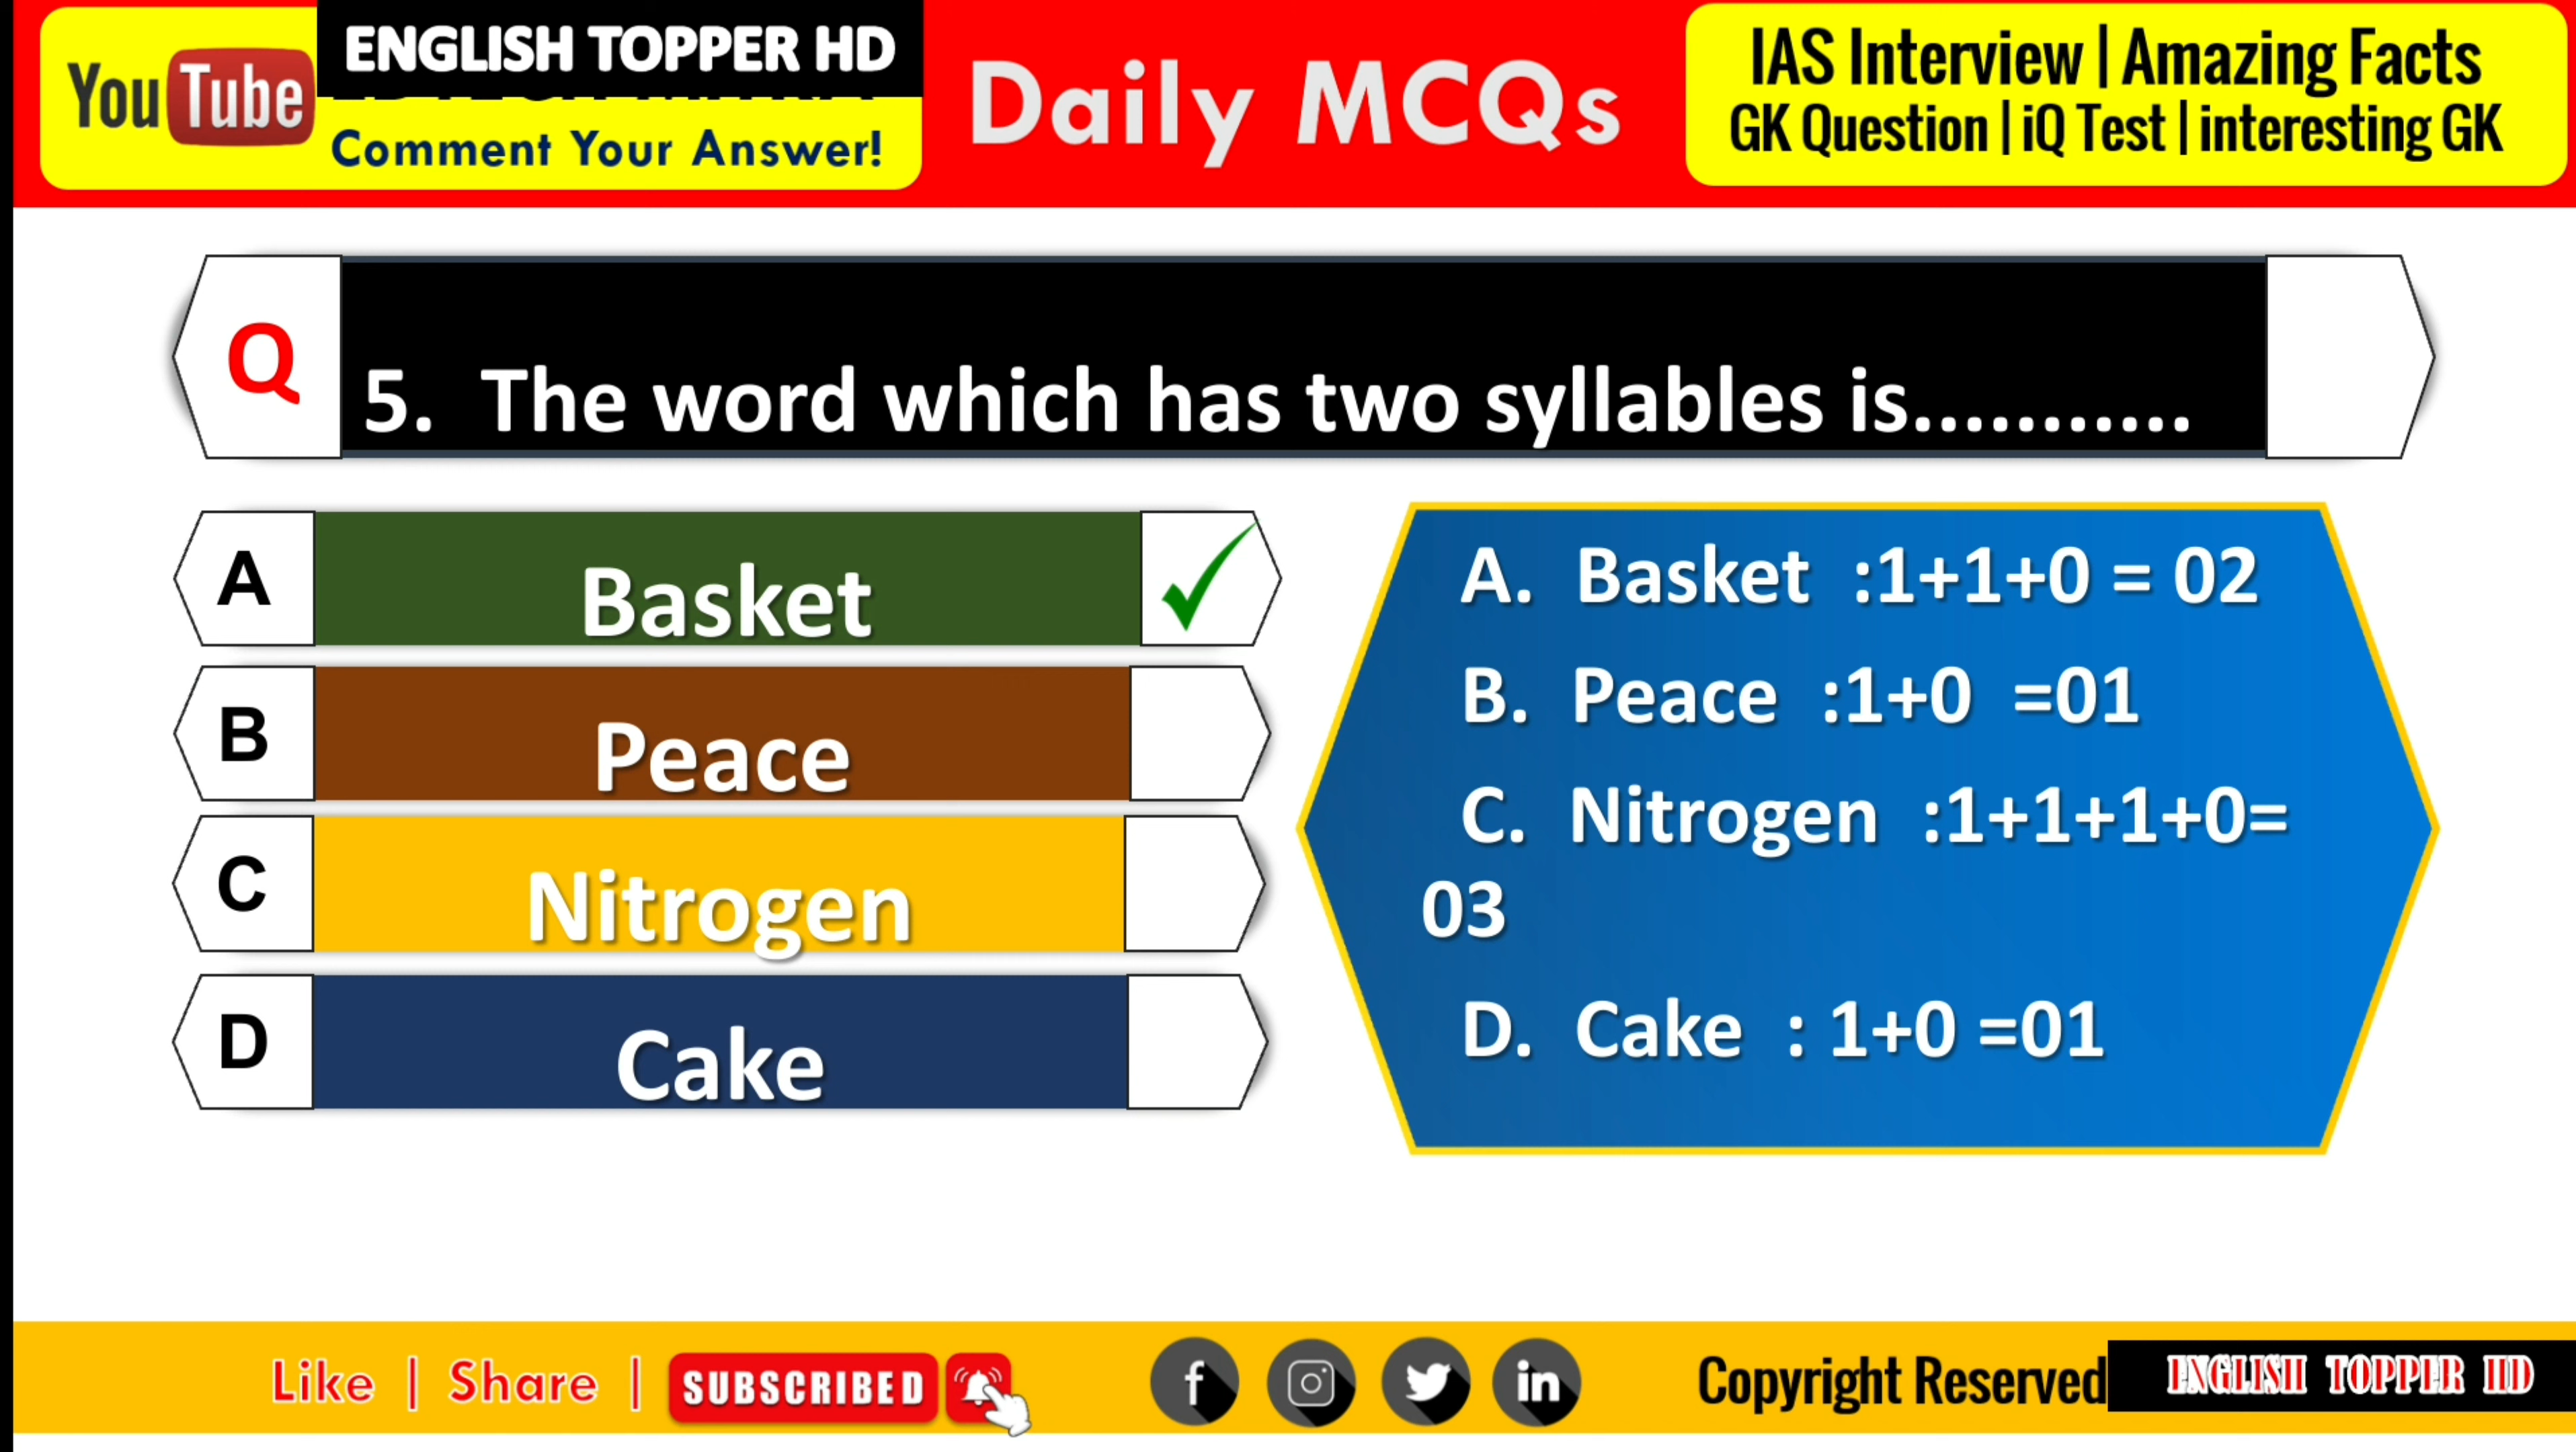 YouTube
ENGLISH TOPPER HD
Comment Your Answer!
Daily MCQs
IAS Interview | Amazing Facts
GK Question | iQ Test | interesting GK
Q
5. The word which has two syllables is...........
A
Basket
B
Peace
C
Nitrogen
D
Cake
A. Basket :1+1+0 = 02
B. Peace :1+0 =01
C. Nitrogen :1+1+1+0=
03
D. Cake : 1+0 =01
Like | Share |
SUBSCRIBED
f
in
Copyright Reserved
ENGLISH TOPPER HD